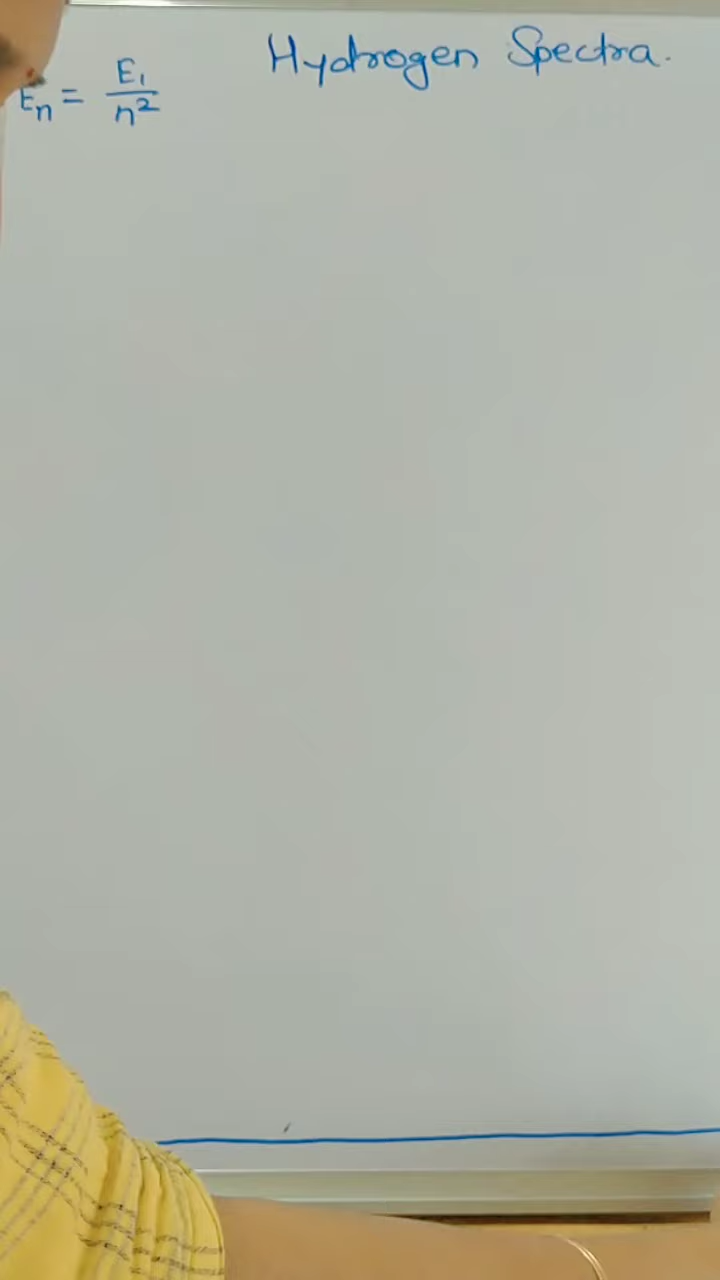 Hydrogen Spectra.
En = E₁/n²